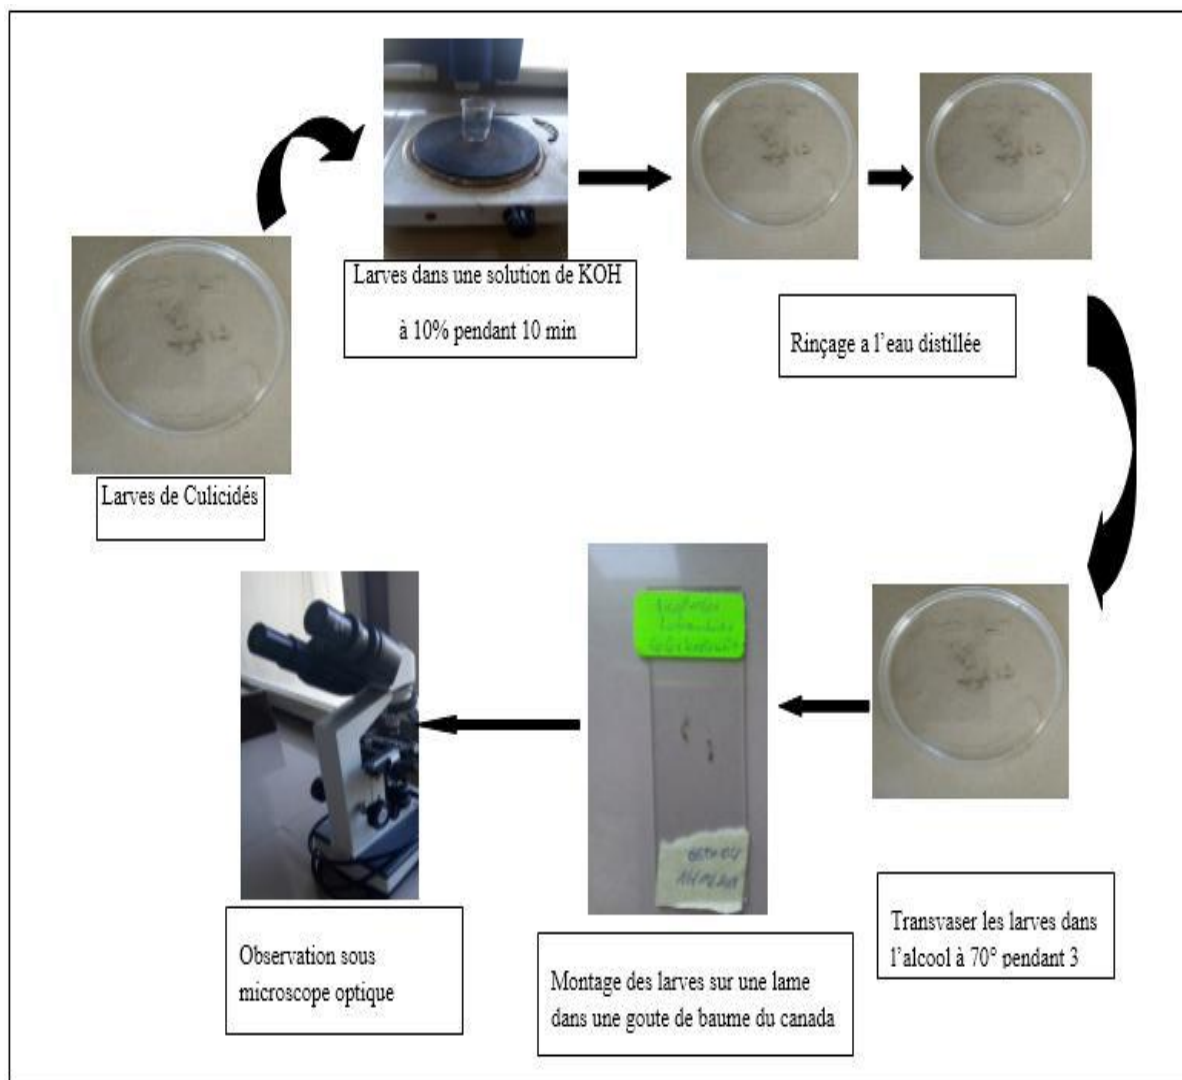 Larves de Culicidés
Larves dans une solution de KOH
à 10% pendant 10 min
Rinçage a l’eau distillée
Transvaser les larves dans
l’alcool à 70° pendant 3
Montage des larves sur une lame
dans une goute de baume du canada
Observation sous
microscope optique